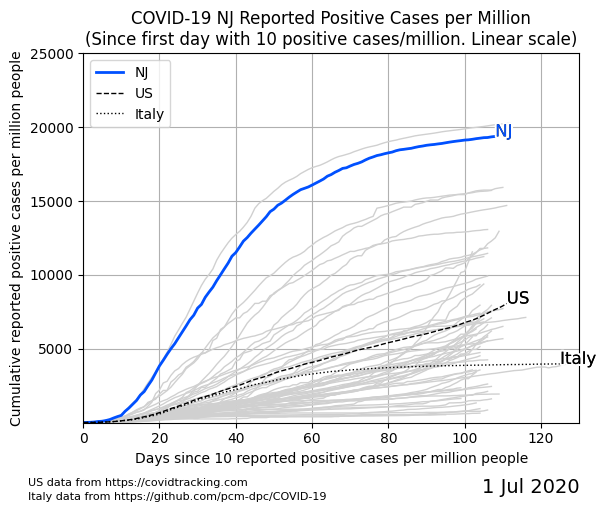 COVID-19 NJ Reported Positive Cases per Million
(Since first day with 10 positive cases/million. Linear scale)
Cumulative reported positive cases per million people
25000
20000
15000
10000
5000
NJ
US
Italy
NJ
US
Italy
0
20
40
60
80
100
120
Days since 10 reported positive cases per million people
US data from https://covidtracking.com
Italy data from https://github.com/pcm-dpc/COVID-19
1 Jul 2020